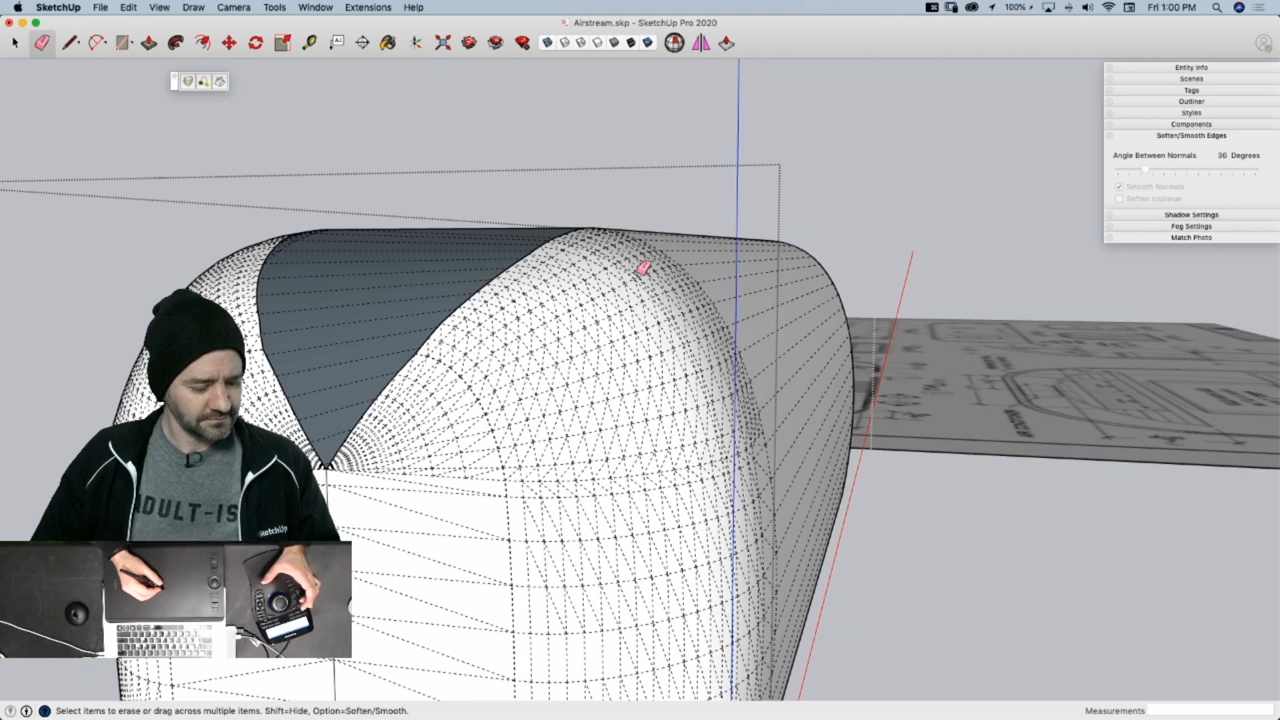 SketchUp File Edit View Draw Camera Tools Window Extensions Help
100% Fri 1:00 PM
Airstream.skp - SketchUp Pro 2020
Entity Info
Scenes
Tags
Outliner
Styles
Components
Soften/Smooth Edges
Angle Between Normals 36 Degrees
Smooth Normals
Soften coplanar
Shadow Settings
Fog Settings
Match Photo
ADULT-IS
SketchUp
Select items to erase or drag across multiple items. Shift=Hide, Option=Soften/Smooth.
Measurements